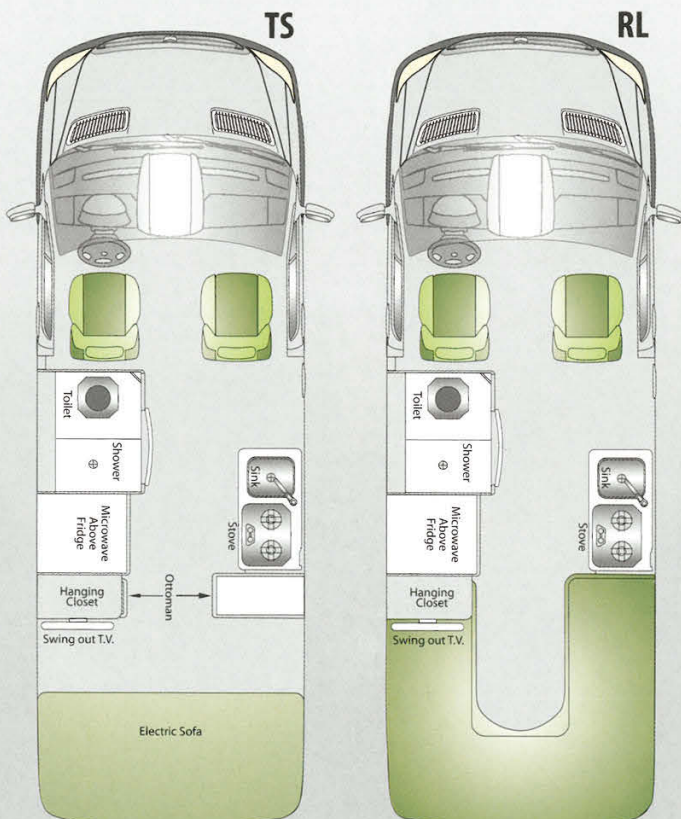 TS
Toilet
Shower
Sink
Stove
Microwave
Above
Fridge
Hanging
Closet
Ottoman
Swing out T.V.
Electric Sofa
RL
Toilet
Shower
Sink
Stove
Microwave
Above
Fridge
Hanging
Closet
Swing out T.V.